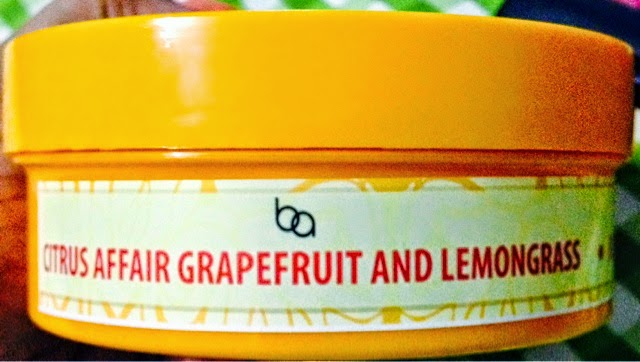 ba
CITRUS AFFAIR GRAPEFRUIT AND LEMONGRASS